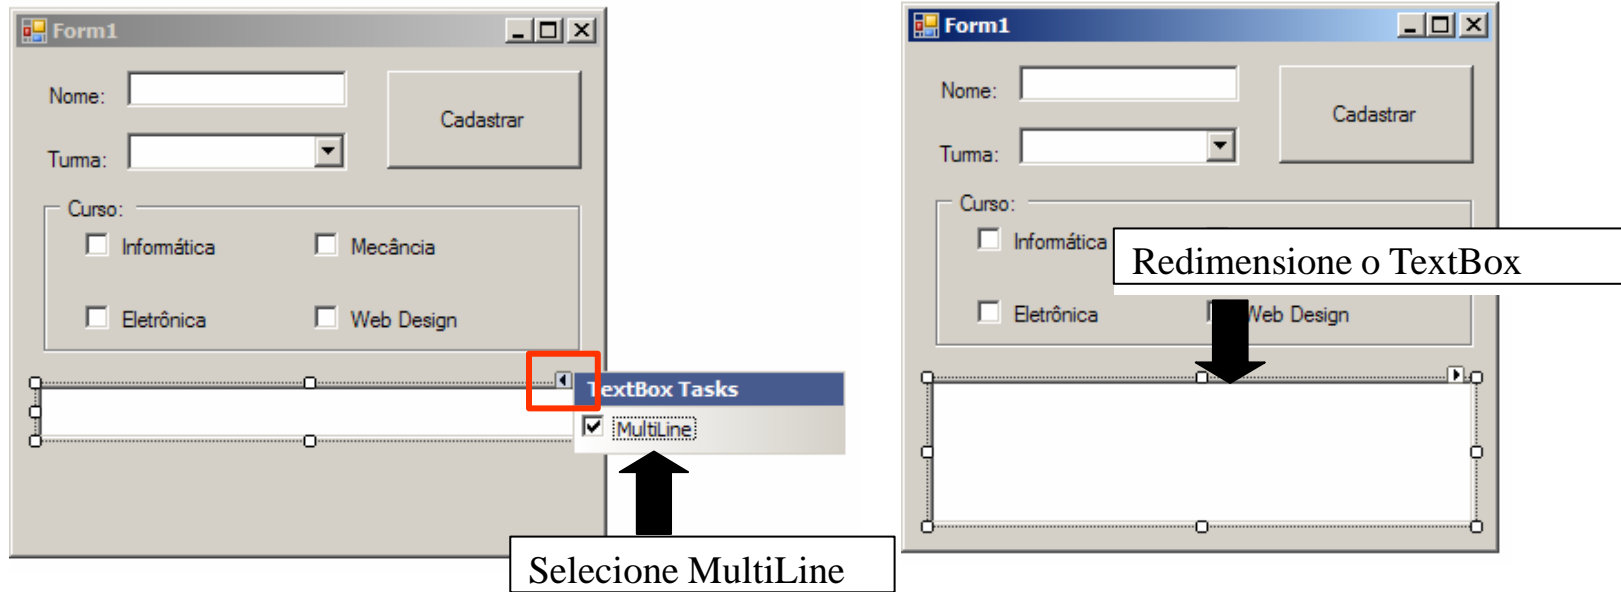 Form1
Nome:
Cadastrar
Turma:
Curso:
Informática
Mecância
Eletrônica
Web Design
TextBox Tasks
MultiLine
Selecione MultiLine
Form1
Nome:
Cadastrar
Turma:
Curso:
Informática
Redimensione o TextBox
Eletrônica
Web Design